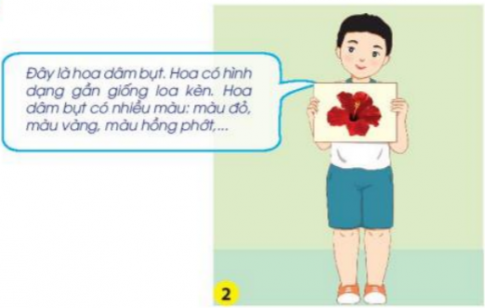 Đây là hoa dâm bụt. Hoa có hình
dạng gần giống loa kèn. Hoa
dâm bụt có nhiều màu: màu đỏ,
màu vàng, màu hồng phớt,...
2